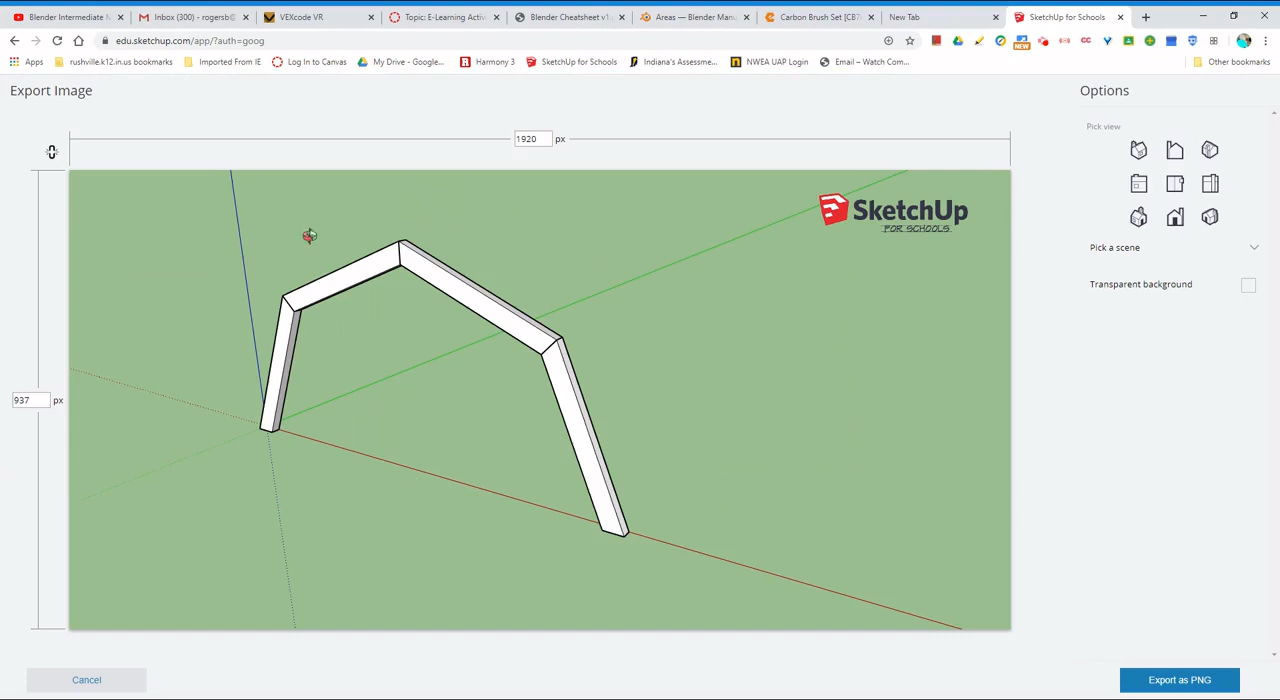 Blender Intermediate M
Inbox (300) - rogersb@
VEXcode VR
Topic: E-Learning Activ
Blender Cheatsheet v1.
Areas — Blender Manu
Carbon Brush Set [CB7
New Tab
SketchUp for Schools
edu.sketchup.com/app/?auth=goog
NEW
CC
Apps
rushville.k12.in.us bookmarks
Imported From IE
Log In to Canvas
My Drive - Google...
Harmony 3
SketchUp for Schools
Indiana's Assessme...
NWEA UAP Login
Email – Watch Com...
Other bookmarks
Export Image
Options
Pick view
1920 px
SketchUp
FOR SCHOOLS
Pick a scene
Transparent background
937 px
Cancel
Export as PNG